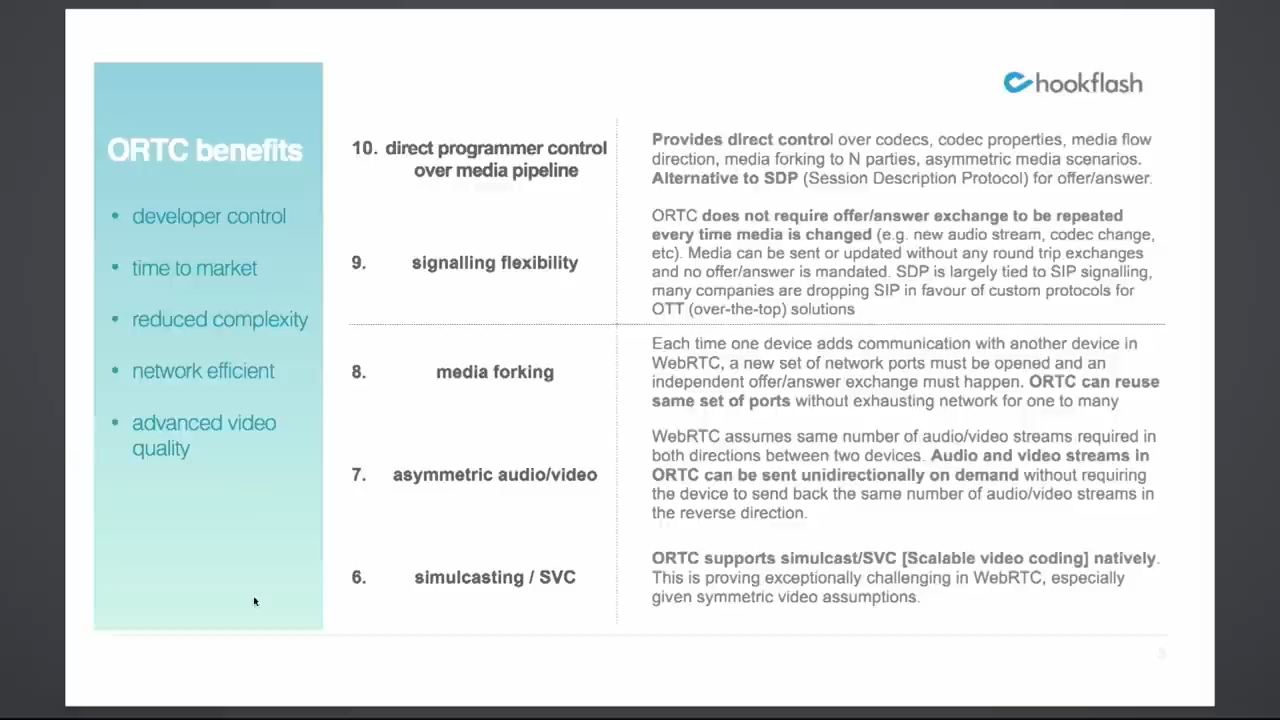 hookflash
ORTC benefits
• developer control
• time to market
• reduced complexity
• network efficient
• advanced video
quality
10. direct programmer control
over media pipeline
Provides direct control over codecs, codec properties, media flow
direction, media forking to N parties, asymmetric media scenarios.
Alternative to SDP (Session Description Protocol) for offer/answer.
9. signalling flexibility
ORTC does not require offer/answer exchange to be repeated
every time media is changed (e.g. new audio stream, codec change,
etc). Media can be sent or updated without any round trip exchanges
and no offer/answer is mandated. SDP is largely tied to SIP signalling,
many companies are dropping SIP in favour of custom protocols for
OTT (over-the-top) solutions
8. media forking
Each time one device adds communication with another device in
WebRTC, a new set of network ports must be opened and an
independent offer/answer exchange must happen. ORTC can reuse
same set of ports without exhausting network for one to many
7. asymmetric audio/video
WebRTC assumes same number of audio/video streams required in
both directions between two devices. Audio and video streams in
ORTC can be sent unidirectionally on demand without requiring
the device to send back the same number of audio/video streams in
the reverse direction.
6. simulcasting / SVC
ORTC supports simulcast/SVC [Scalable video coding] natively.
This is proving exceptionally challenging in WebRTC, especially
given symmetric video assumptions.